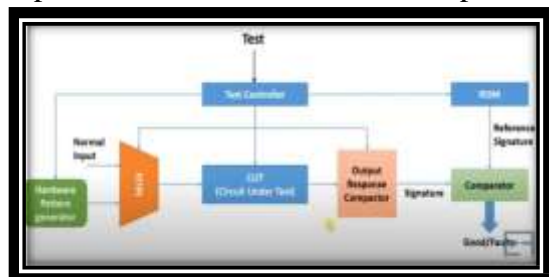 Test
Test Controller
ROM
Normal
Input
Reference
Signature
Hardware
Pattern
generator
MUX
CUT
(Circuit Under Test)
Output
Response
Compactor
Signature
Comparator
Good/Faulty